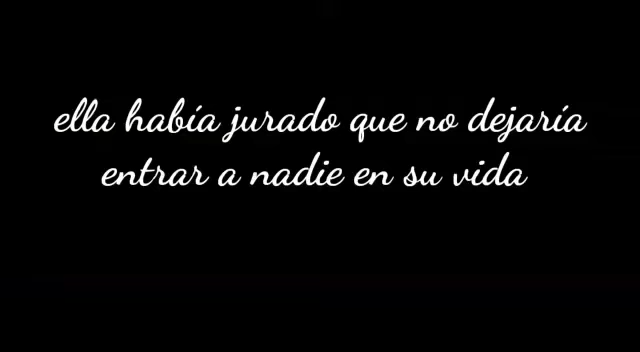 ella había jurado que no dejaría
entrar a nadie en su vida